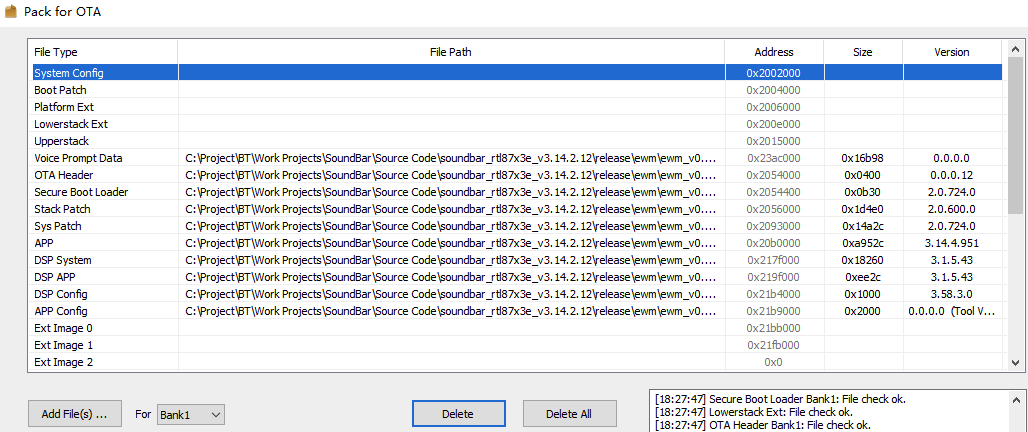 Pack for OTA
File Type File Path Address Size Version
System Config 0x2002000
Boot Patch 0x2004000
Platform Ext 0x2006000
Lowerstack Ext 0x200e000
Upperstack 0x2015000
Voice Prompt Data C:\Project\BT\Work Projects\SoundBar\Source Code\soundbar_rtl87x3e_v3.14.2.12\release\ewm\ewm_v0.... 0x23ac000 0x16b98 0.0.0.0
OTA Header C:\Project\BT\Work Projects\SoundBar\Source Code\soundbar_rtl87x3e_v3.14.2.12\release\ewm\ewm_v0.... 0x2054000 0x0400 0.0.0.12
Secure Boot Loader C:\Project\BT\Work Projects\SoundBar\Source Code\soundbar_rtl87x3e_v3.14.2.12\release\ewm\ewm_v0.... 0x2054400 0x0b30 2.0.724.0
Stack Patch C:\Project\BT\Work Projects\SoundBar\Source Code\soundbar_rtl87x3e_v3.14.2.12\release\ewm\ewm_v0.... 0x2056000 0x1d4e0 2.0.600.0
Sys Patch C:\Project\BT\Work Projects\SoundBar\Source Code\soundbar_rtl87x3e_v3.14.2.12\release\ewm\ewm_v0.... 0x2093000 0x14a2c 2.0.724.0
APP C:\Project\BT\Work Projects\SoundBar\Source Code\soundbar_rtl87x3e_v3.14.2.12\release\ewm\ewm_v0.... 0x20b0000 0xa952c 3.14.4.951
DSP System C:\Project\BT\Work Projects\SoundBar\Source Code\soundbar_rtl87x3e_v3.14.2.12\release\ewm\ewm_v0.... 0x217f000 0x18260 3.1.5.43
DSP APP C:\Project\BT\Work Projects\SoundBar\Source Code\soundbar_rtl87x3e_v3.14.2.12\release\ewm\ewm_v0.... 0x219f000 0xee2c 3.1.5.43
DSP Config C:\Project\BT\Work Projects\SoundBar\Source Code\soundbar_rtl87x3e_v3.14.2.12\release\ewm\ewm_v0.... 0x21b4000 0x1000 3.58.3.0
APP Config C:\Project\BT\Work Projects\SoundBar\Source Code\soundbar_rtl87x3e_v3.14.2.12\release\ewm\ewm_v0.... 0x21b9000 0x2000 0.0.0.0 (Tool V...
Ext Image 0 0x21bb000
Ext Image 1 0x21fb000
Ext Image 2 0x0
Add File(s) ... For Bank1 Delete Delete All
[18:27:47] Secure Boot Loader Bank1: File check ok.
[18:27:47] Lowerstack Ext: File check ok.
[18:27:47] OTA Header Bank1: File check ok.